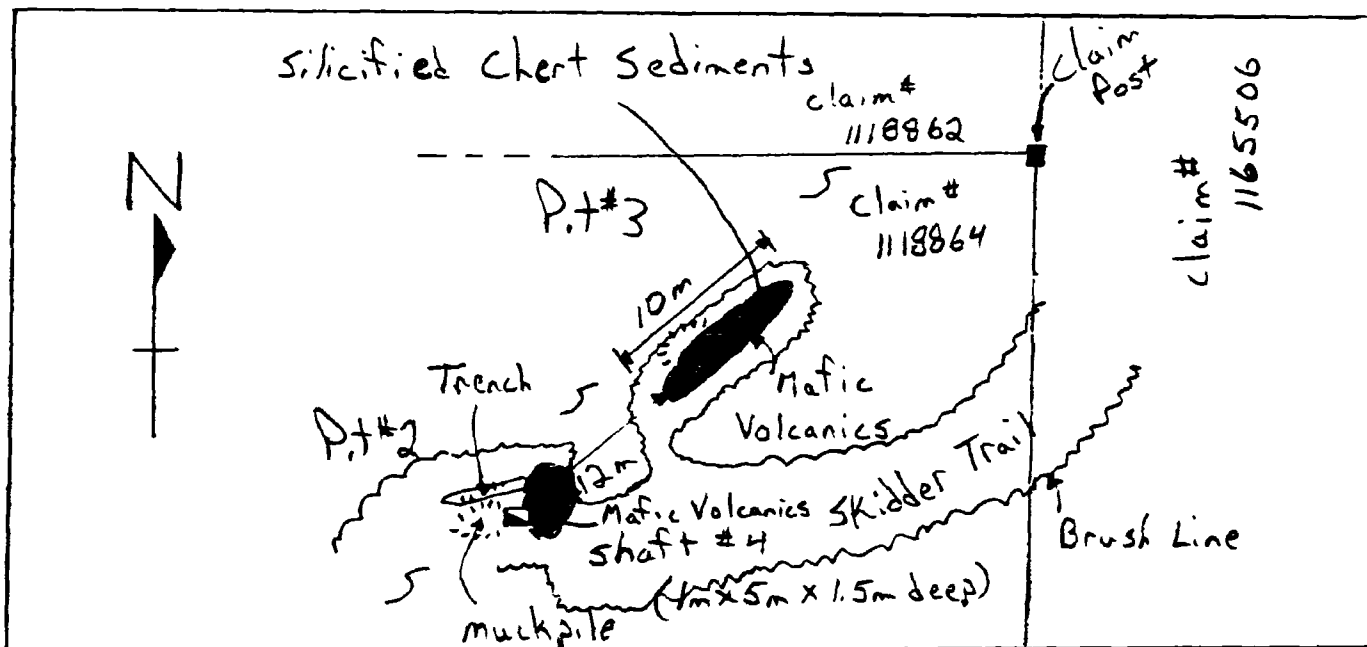 Silicified Chert Sediments
claim#
1118862
Claim
Post
claim#
1165506
N
Pit#3
Claim#
1118864
10m
Trench
Mafic
Volcanics
Pit#2
12m
Mafic Volcanics
Shaft #4
Skidder Trail
Brush Line
(1m x 5m x 1.5m deep)
muckpile